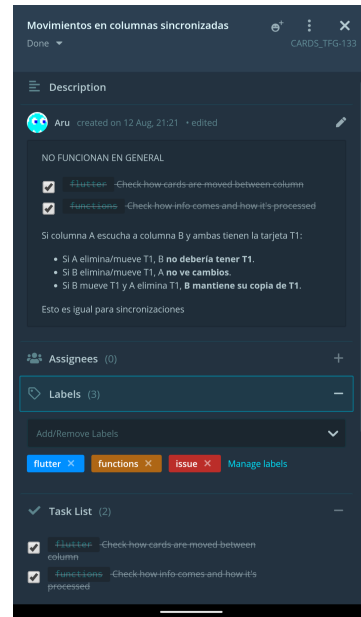 Movimientos en columnas sincronizadas
Done
CARDS_TFG-133
Description
Aru created on 12 Aug, 21:21 • edited
NO FUNCIONAN EN GENERAL
flutter Check how cards are moved between column
functions Check how info comes and how it's processed
Si columna A escucha a columna B y ambas tienen la tarjeta T1:
• Si A elimina/mueve T1, B no debería tener T1.
• Si B elimina/mueve T1, A no ve cambios.
• Si B mueve T1 y A elimina T1, B mantiene su copia de T1.
Esto es igual para sincronizaciones
Assignees (0)
Labels (3)
Add/Remove Labels
flutter × functions × issue × Manage labels
Task List (2)
flutter Check how cards are moved between
column
functions Check how info comes and how it's
processed